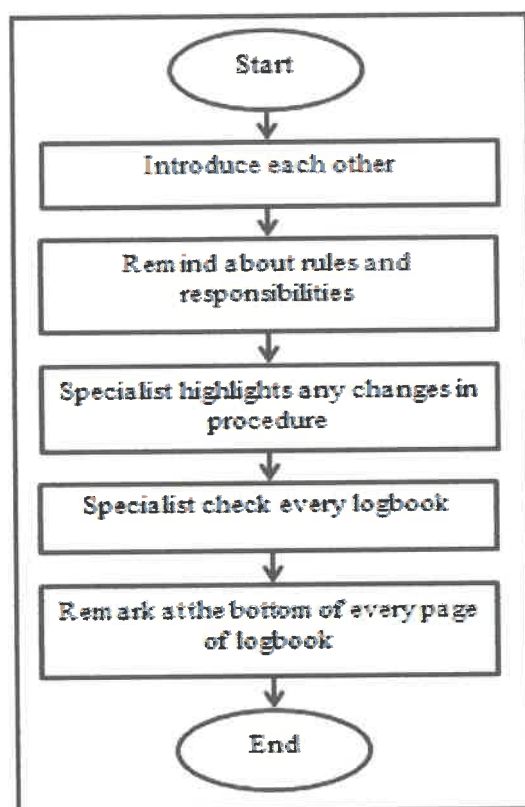 Start
Introduce each other
Remind about rules and
responsibilities
Specialist highlights any changes in
procedure
Specialist check every logbook
Remark at the bottom of every page
of logbook
End